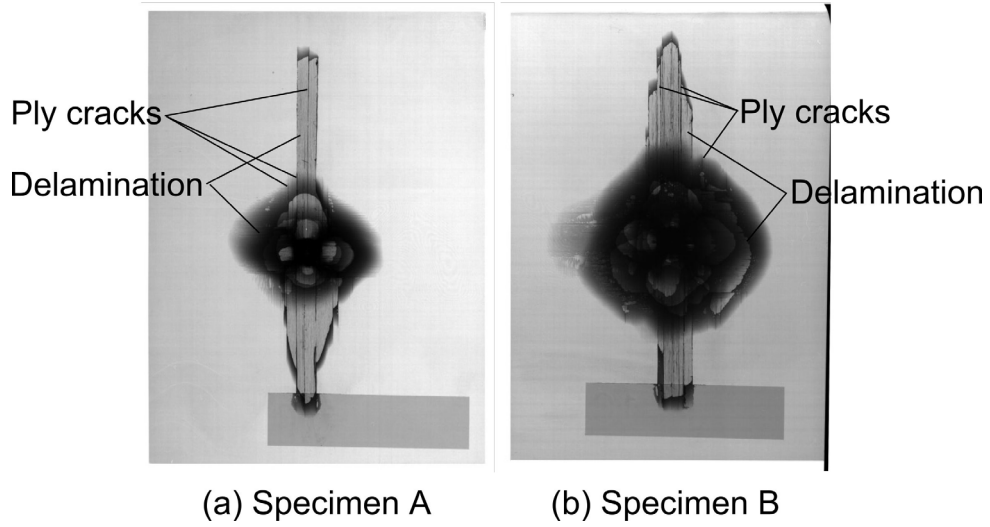 Ply cracks
Delamination
Ply cracks
Delamination
(a) Specimen A
(b) Specimen B